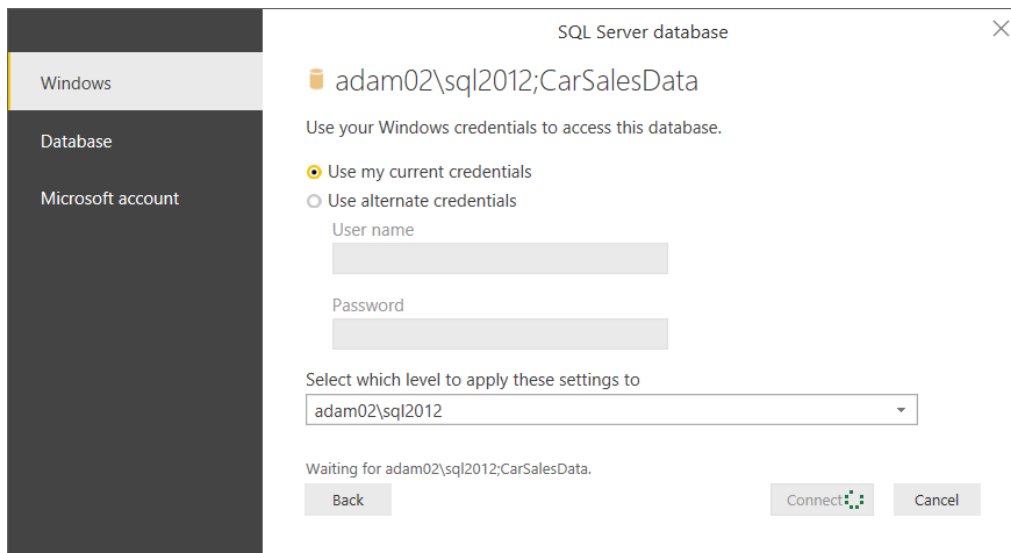 SQL Server database
Windows
Database
Microsoft account
adam02\sql2012;CarSalesData
Use your Windows credentials to access this database.
Use my current credentials
Use alternate credentials
User name
Password
Select which level to apply these settings to
adam02\sql2012
Waiting for adam02\sql2012;CarSalesData.
Back
Connect
Cancel